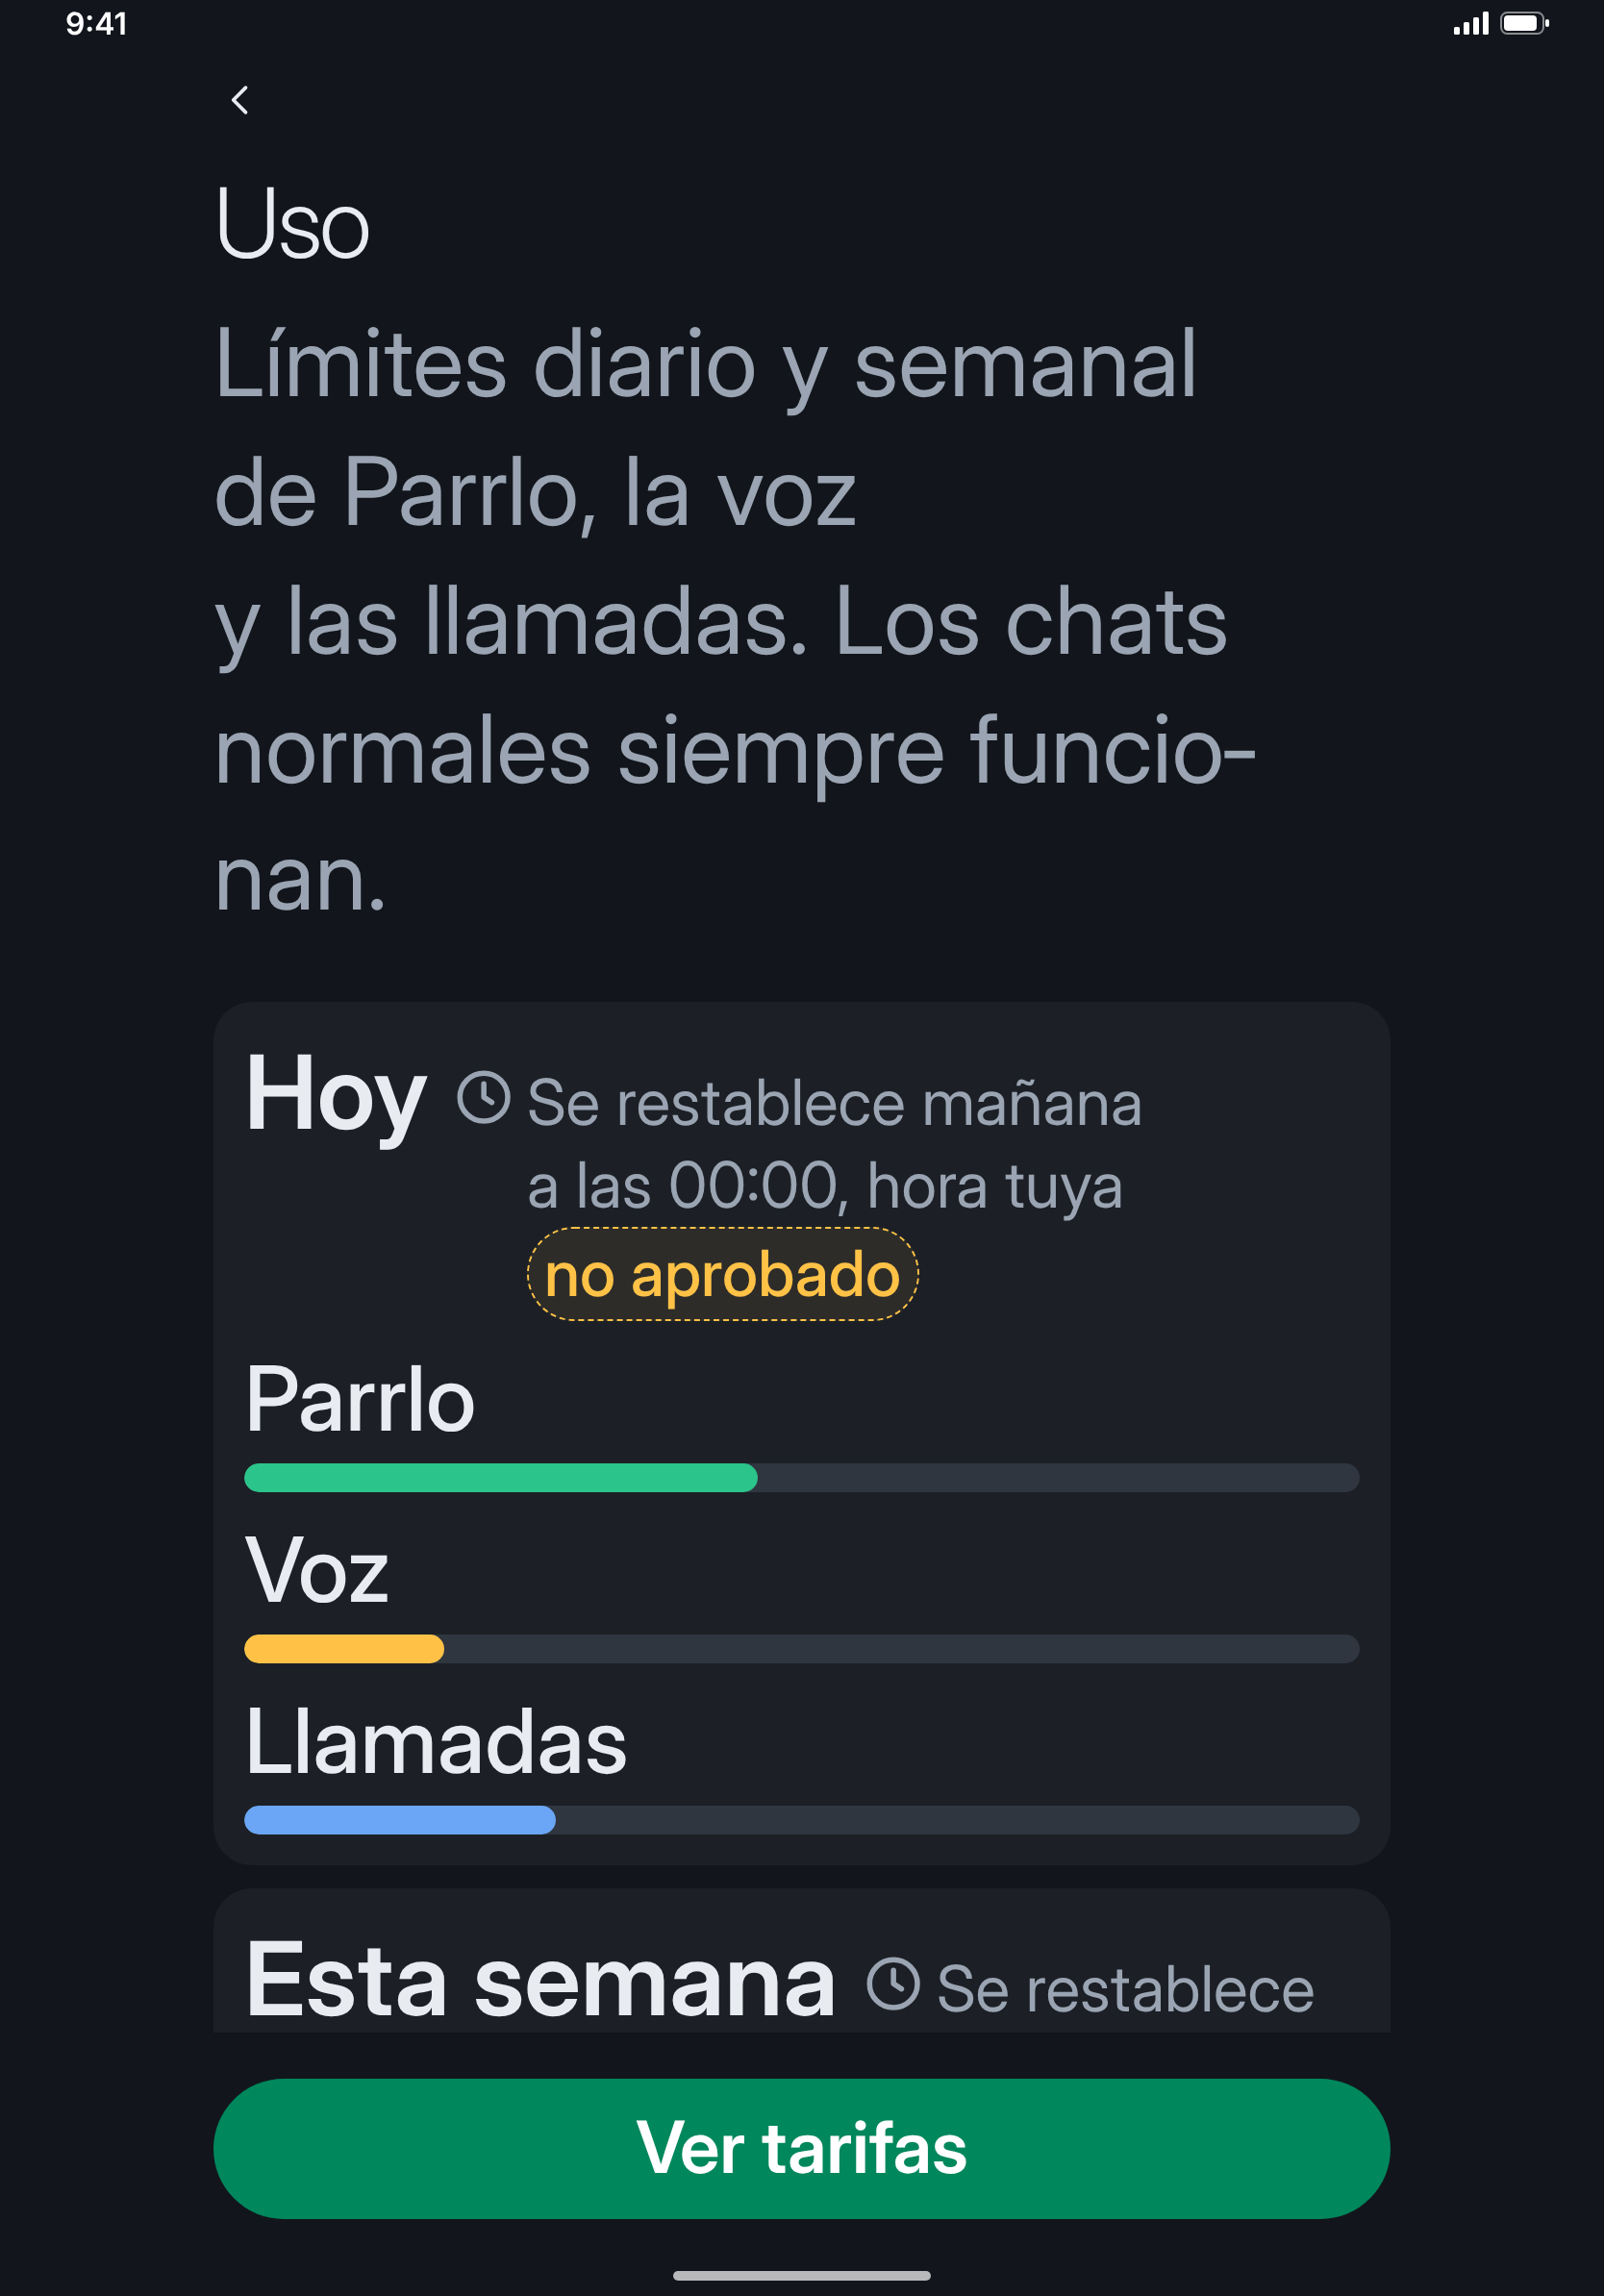 9:41
Uso
Límites diario y semanal
de Parrlo, la voz
y las llamadas. Los chats
normales siempre funcio-
nan.
Hoy Se restablece mañana
a las 00:00, hora tuya
no aprobado
Parrlo
Voz
Llamadas
Esta semana Se restablece
Ver tarifas